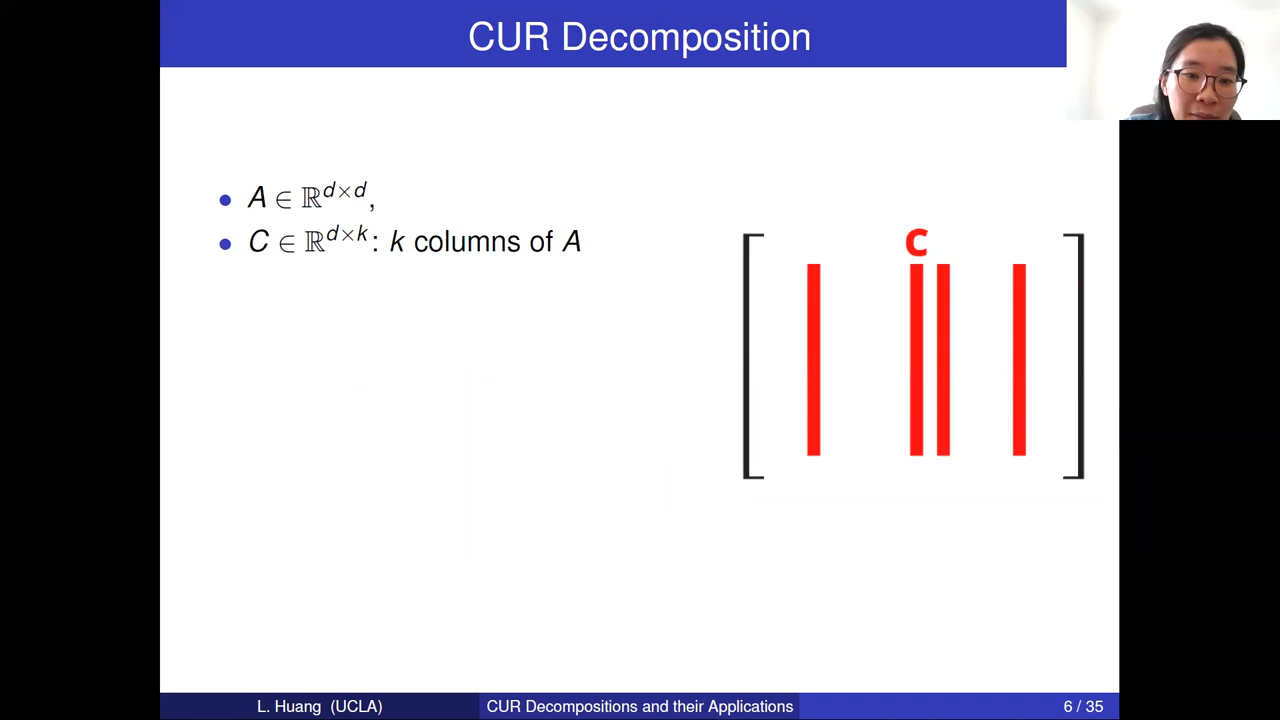 CUR Decomposition
• A ∈ ℝ^{d×d},
• C ∈ ℝ^{d×k}: k columns of A
C
L. Huang (UCLA)
CUR Decompositions and their Applications
6 / 35